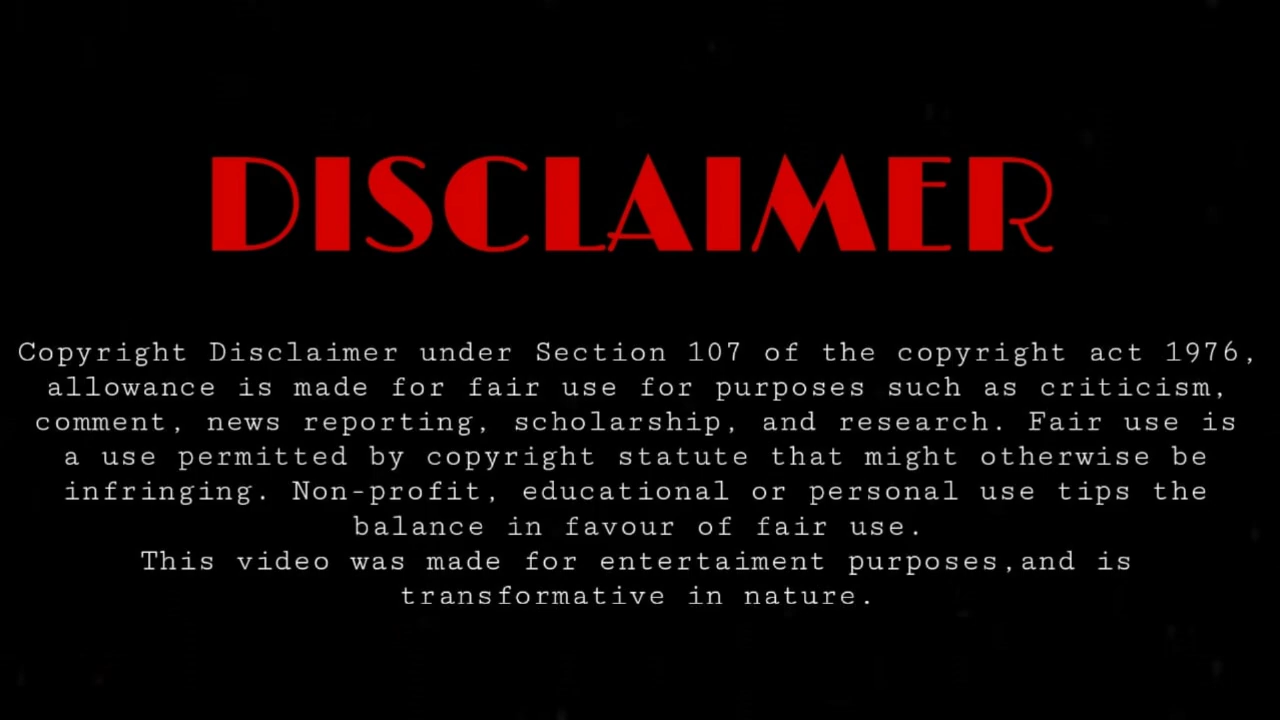 DISCLAIMER
Copyright Disclaimer under Section 107 of the copyright act 1976,
allowance is made for fair use for purposes such as criticism,
comment, news reporting, scholarship, and research. Fair use is
a use permitted by copyright statute that might otherwise be
infringing. Non-profit, educational or personal use tips the
balance in favour of fair use.
This video was made for entertaiment purposes,and is
transformative in nature.